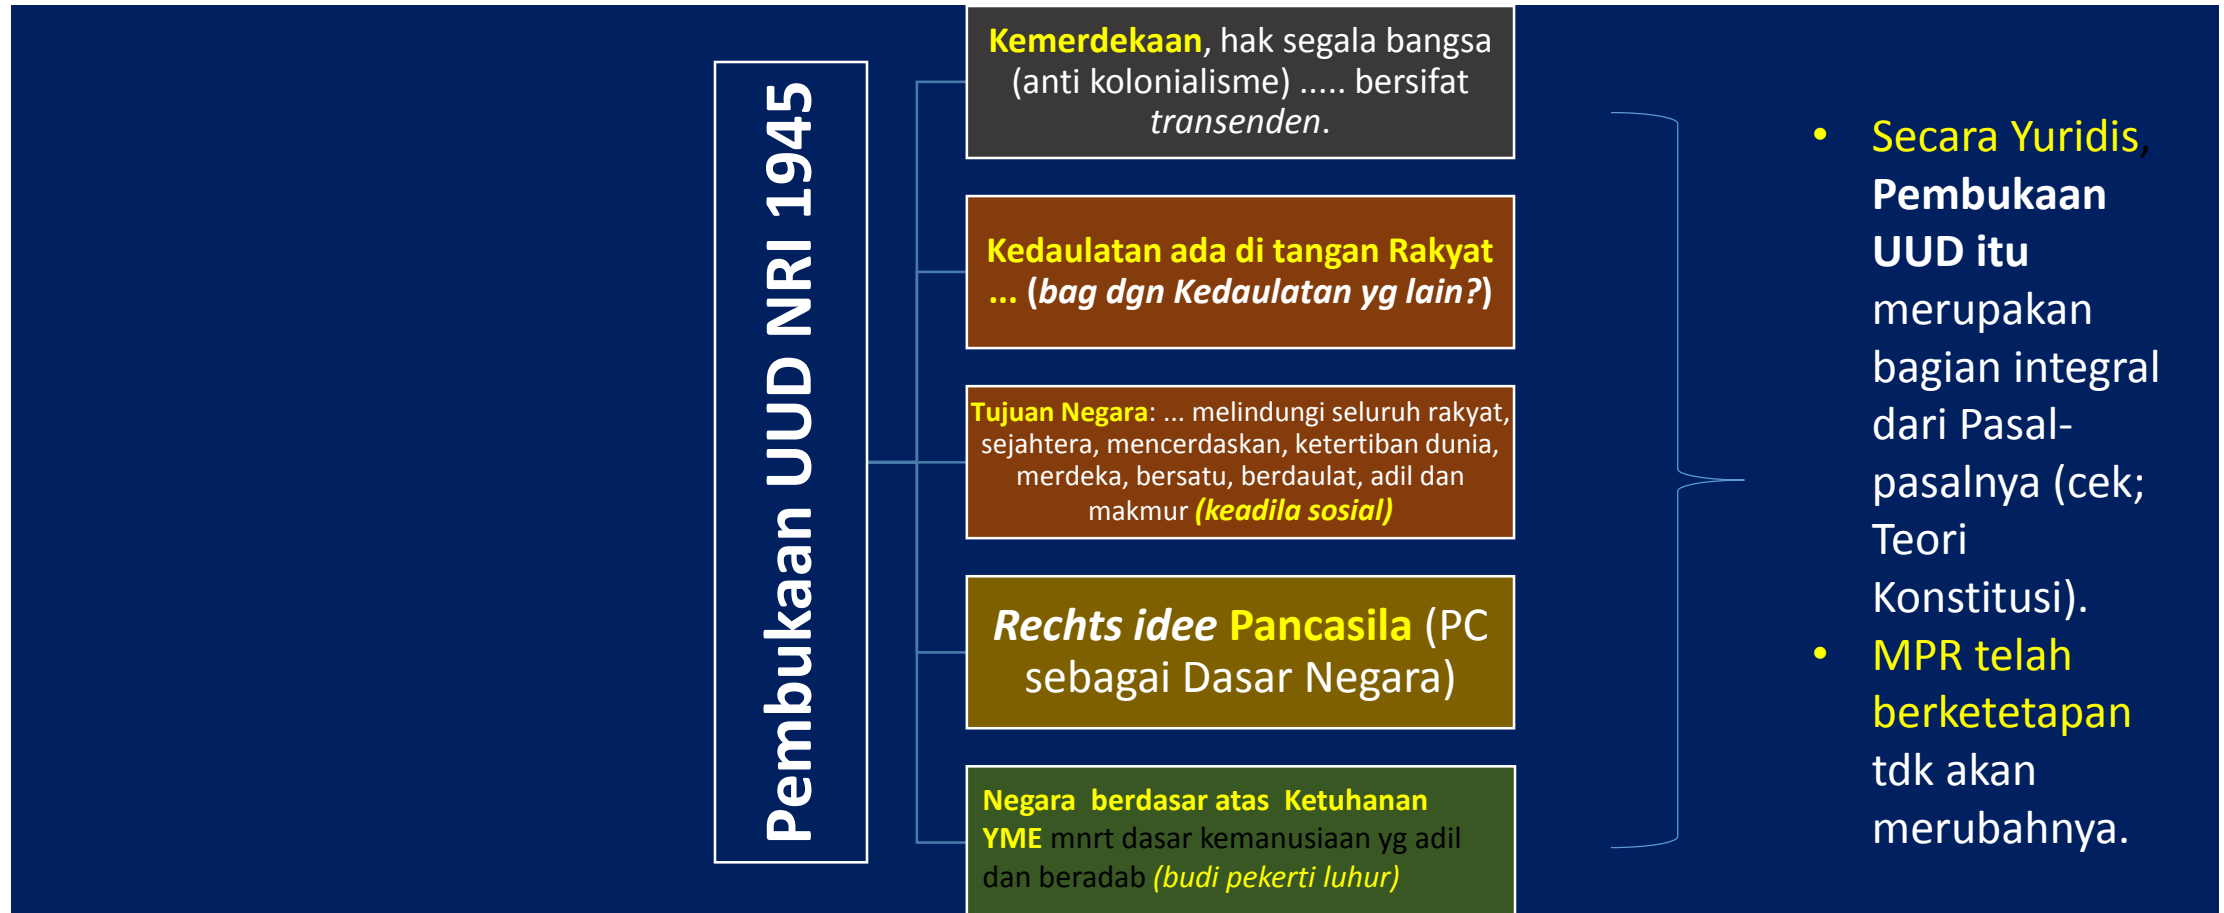 Pembukaan UUD NRI 1945
Kemerdekaan, hak segala bangsa
(anti kolonialisme) ..... bersifat
transenden.
Kedaulatan ada di tangan Rakyat
... (bag dgn Kedaulatan yg lain?)
Tujuan Negara: ... melindungi seluruh rakyat,
sejahtera, mencerdaskan, ketertiban dunia,
merdeka, bersatu, berdaulat, adil dan
makmur (keadila sosial)
Rechts idee Pancasila (PC
sebagai Dasar Negara)
Negara berdasar atas Ketuhanan
YME mnrt dasar kemanusiaan yg adil
dan beradab (budi pekerti luhur)
• Secara Yuridis,
Pembukaan
UUD itu
merupakan
bagian integral
dari Pasal-
pasalnya (cek;
Teori
Konstitusi).
• MPR telah
berketetapan
tdk akan
merubahnya.